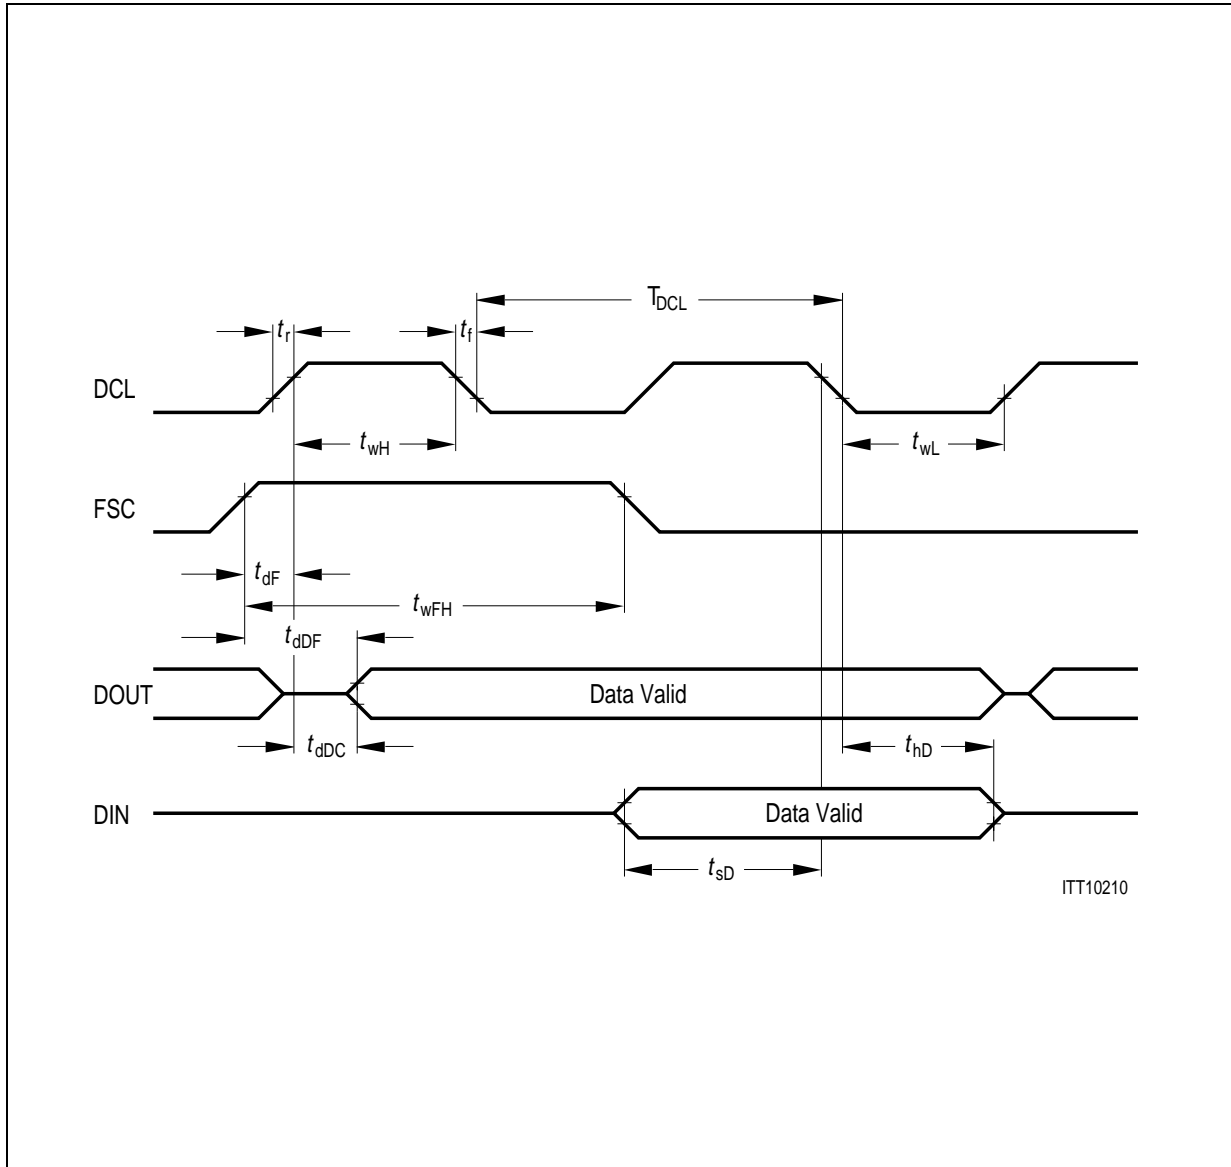 T_DCL
t_r
t_f
DCL
t_wH
t_wL
FSC
t_dF
t_wFH
t_dDF
DOUT
Data Valid
t_dDC
t_hD
DIN
Data Valid
t_sD
ITT10210